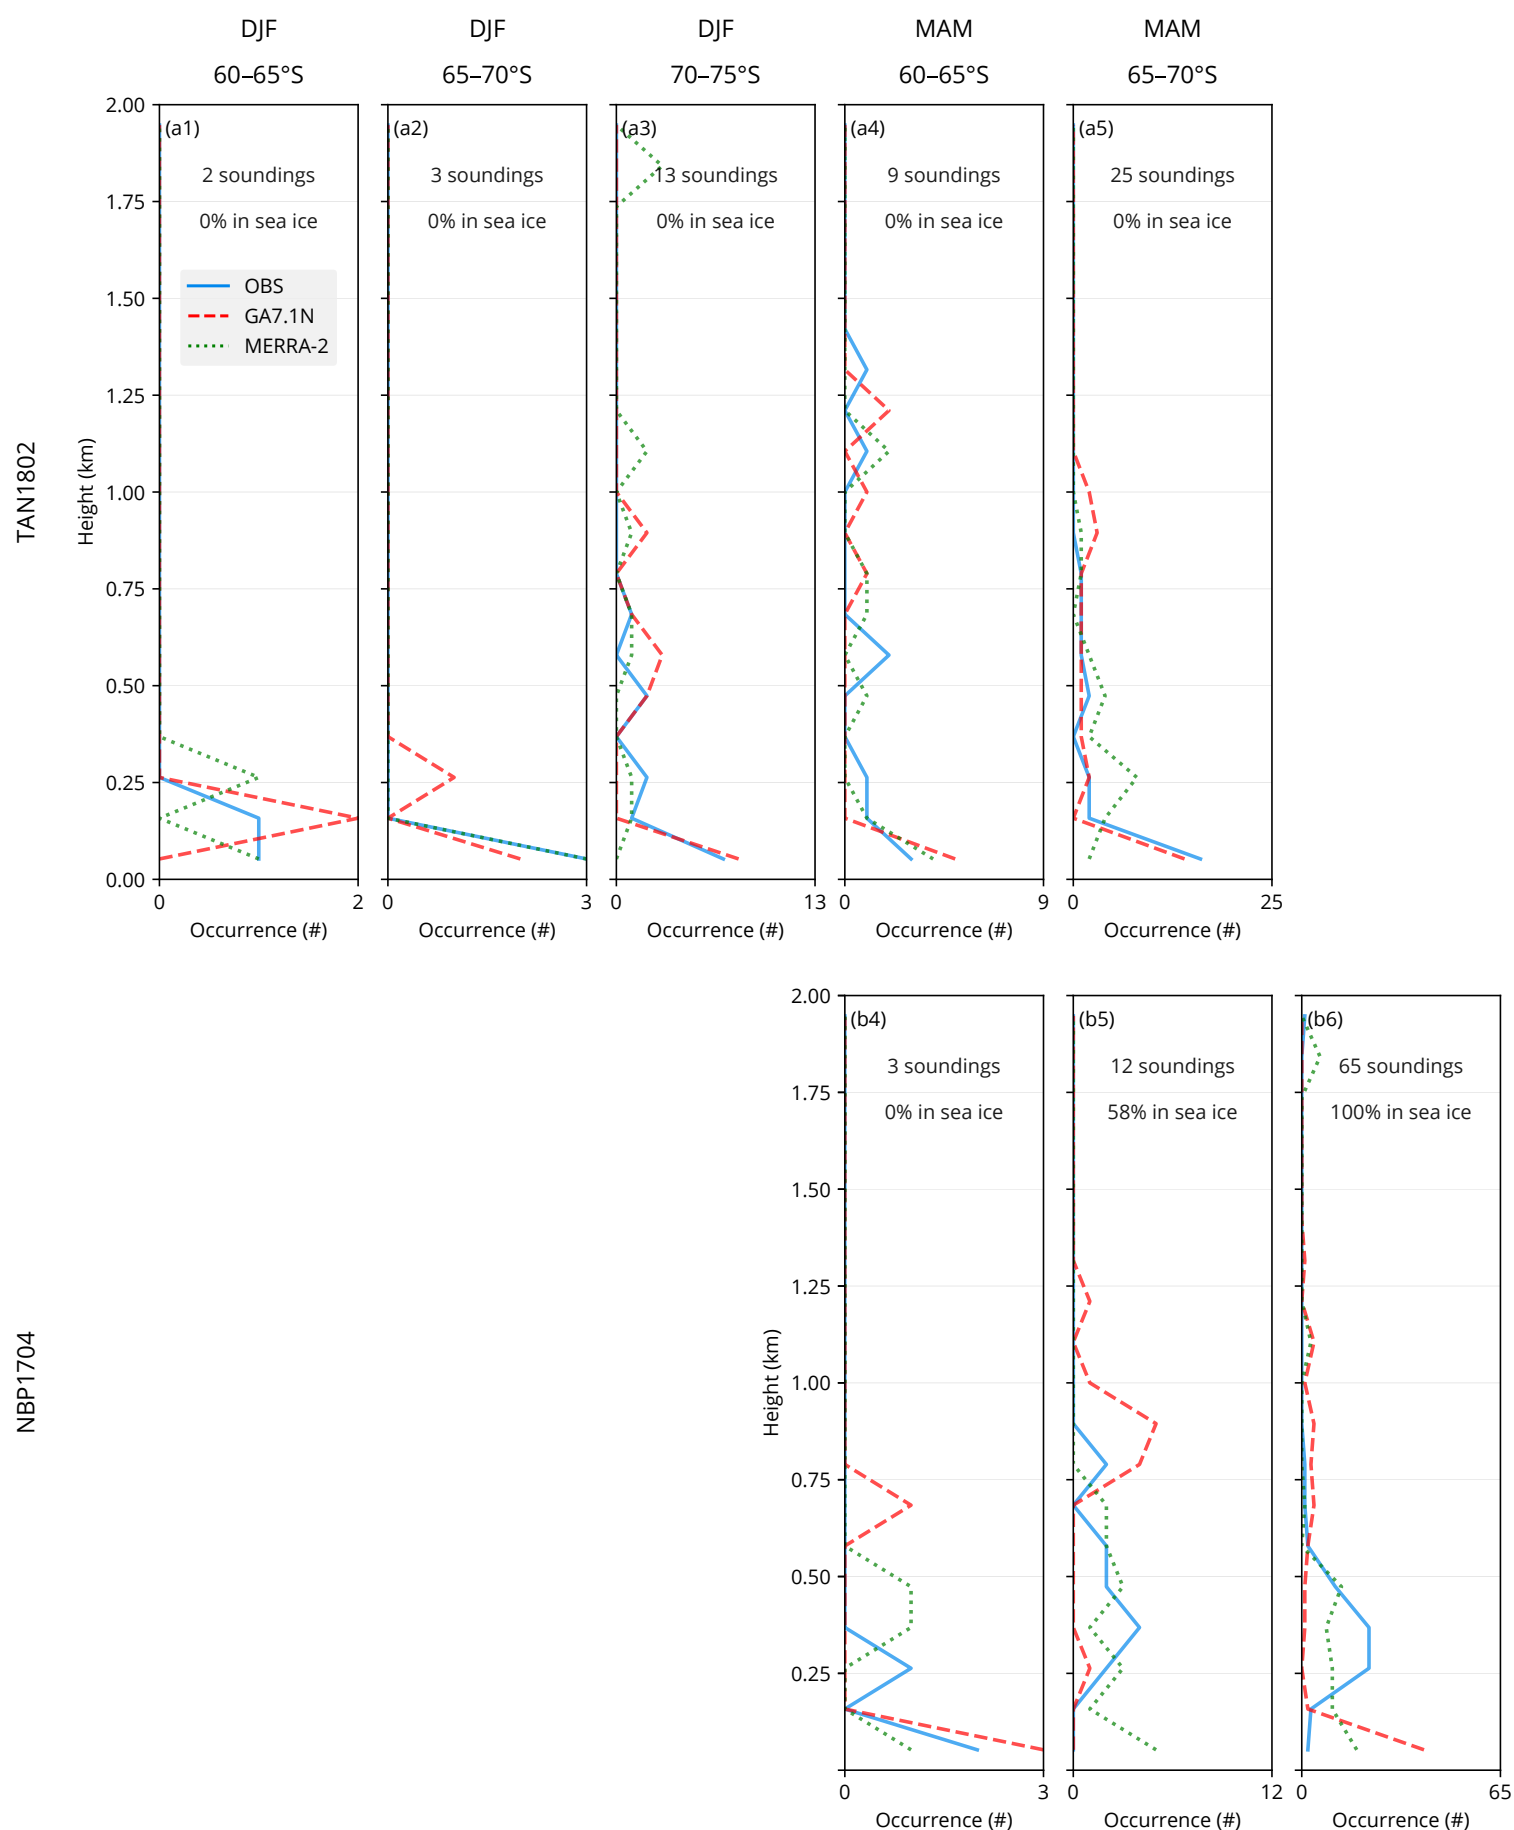 DJF DJF DJF MAM MAM
60–65°S 65–70°S 70–75°S 60–65°S 65–70°S
TAN1802
Height (km)
2.00
1.75
1.50
1.25
1.00
0.75
0.50
0.25
0.00
(a1) (a2) (a3) (a4) (a5)
2 soundings 3 soundings 13 soundings 9 soundings 25 soundings
0% in sea ice 0% in sea ice 0% in sea ice 0% in sea ice 0% in sea ice
OBS
GA7.1N
MERRA-2
0 2 0 3 0 13 0 9 0 25
Occurrence (#) Occurrence (#) Occurrence (#) Occurrence (#) Occurrence (#)
NBP1704
Height (km)
2.00
1.75
1.50
1.25
1.00
0.75
0.50
0.25
(b4) (b5) (b6)
3 soundings 12 soundings 65 soundings
0% in sea ice 58% in sea ice 100% in sea ice
0 3 0 12 0 65
Occurrence (#) Occurrence (#) Occurrence (#)